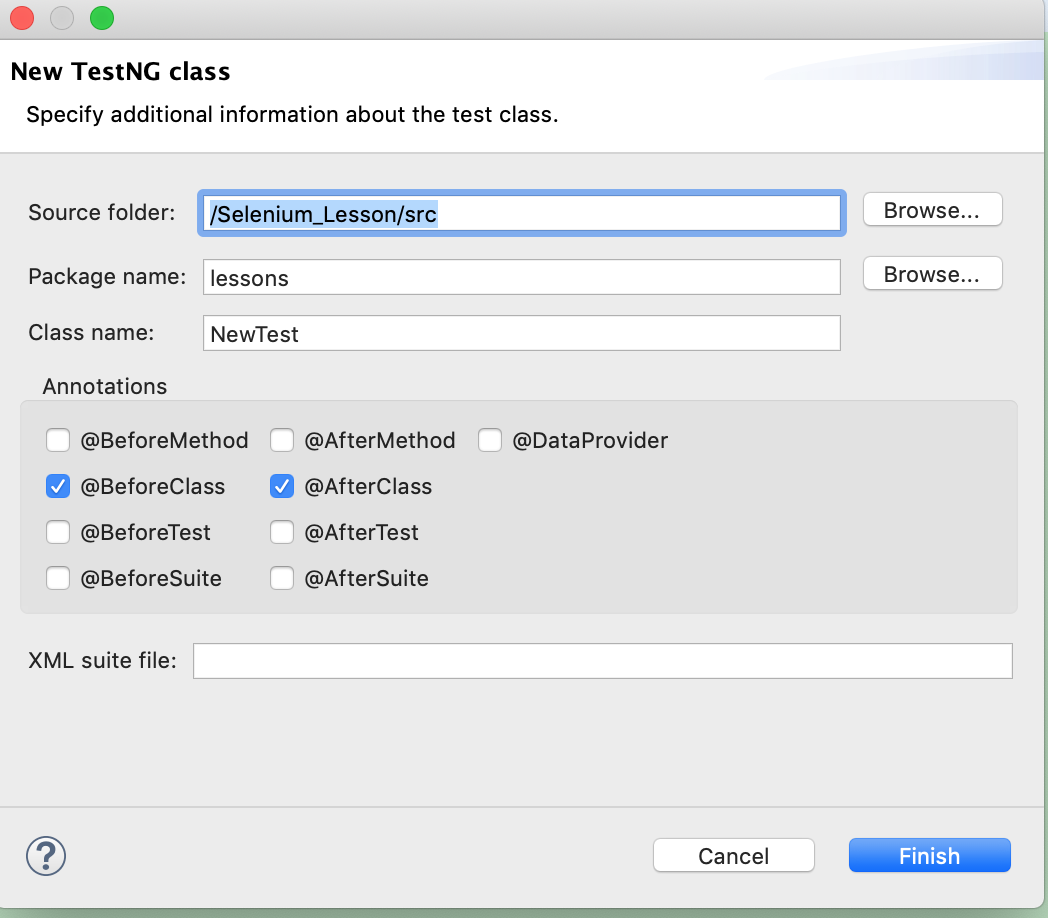 New TestNG class
Specify additional information about the test class.
Source folder: /Selenium_Lesson/src Browse...
Package name: lessons Browse...
Class name: NewTest
Annotations
@BeforeMethod @AfterMethod @DataProvider
@BeforeClass @AfterClass
@BeforeTest @AfterTest
@BeforeSuite @AfterSuite
XML suite file:
? Cancel Finish